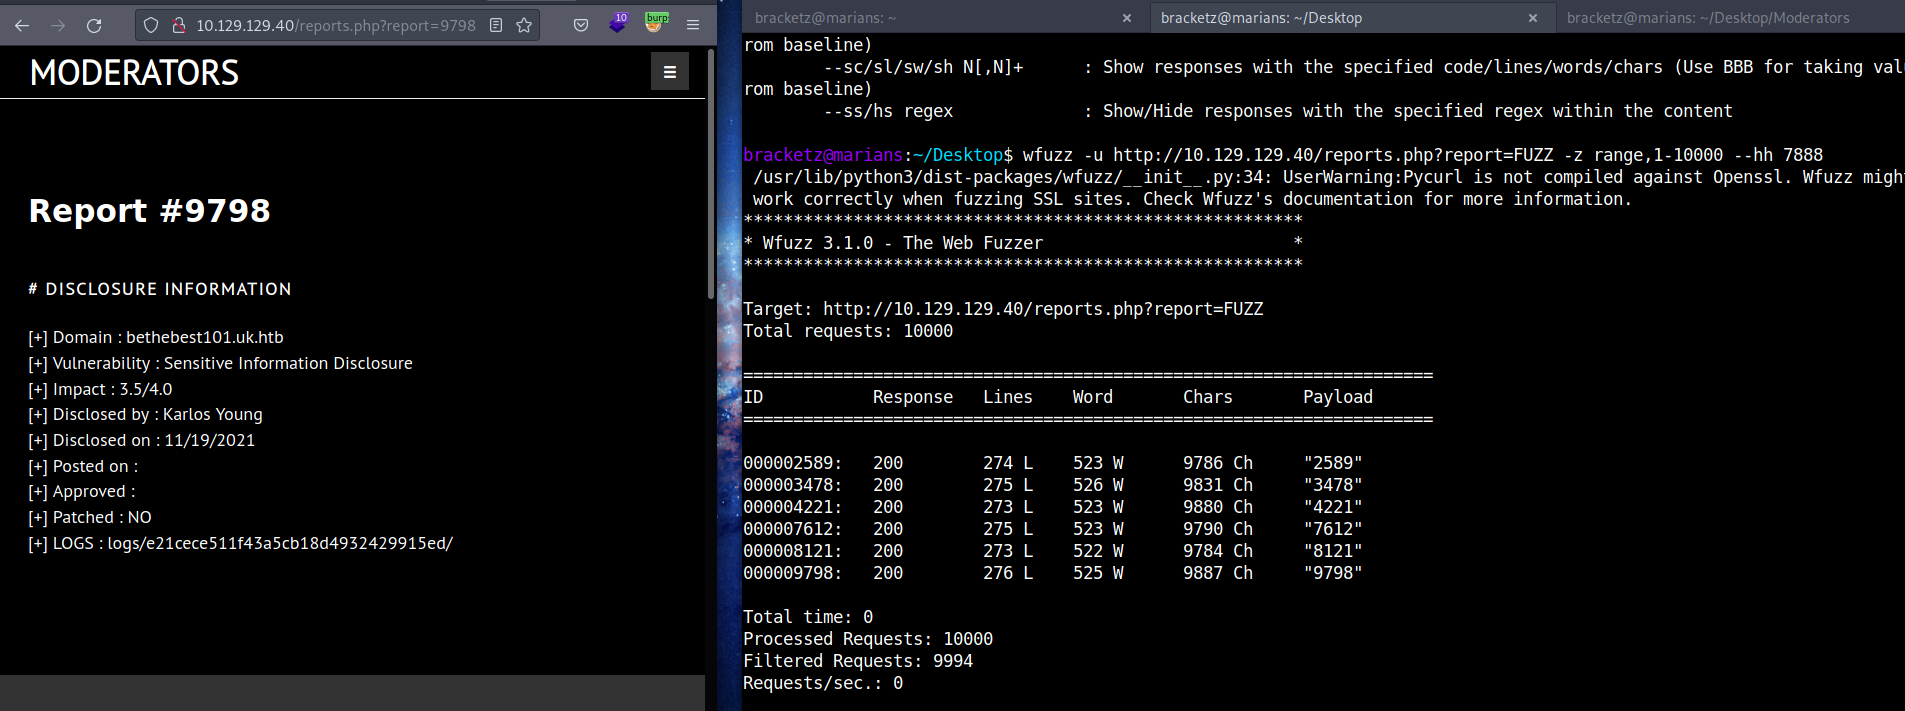 10.129.129.40/reports.php?report=9798
10
burp
MODERATORS
Report #9798
# DISCLOSURE INFORMATION
[+] Domain : bethebest101.uk.htb
[+] Vulnerability : Sensitive Information Disclosure
[+] Impact : 3.5/4.0
[+] Disclosed by : Karlos Young
[+] Disclosed on : 11/19/2021
[+] Posted on :
[+] Approved :
[+] Patched : NO
[+] LOGS : logs/e21cece511f43a5cb18d4932429915ed/
bracketz@marians: ~ × bracketz@marians: ~/Desktop × bracketz@marians: ~/Desktop/Moderators
rom baseline)
--sc/sl/sw/sh N[,N]+ : Show responses with the specified code/lines/words/chars (Use BBB for taking val
rom baseline)
--ss/hs regex : Show/Hide responses with the specified regex within the content
bracketz@marians:~/Desktop$ wfuzz -u http://10.129.129.40/reports.php?report=FUZZ -z range,1-10000 --hh 7888
/usr/lib/python3/dist-packages/wfuzz/__init__.py:34: UserWarning:Pycurl is not compiled against Openssl. Wfuzz migh
work correctly when fuzzing SSL sites. Check Wfuzz's documentation for more information.
********************************************************
* Wfuzz 3.1.0 - The Web Fuzzer *
********************************************************
Target: http://10.129.129.40/reports.php?report=FUZZ
Total requests: 10000
=====================================================================
ID Response Lines Word Chars Payload
=====================================================================
000002589: 200 274 L 523 W 9786 Ch "2589"
000003478: 200 275 L 526 W 9831 Ch "3478"
000004221: 200 273 L 523 W 9880 Ch "4221"
000007612: 200 275 L 523 W 9790 Ch "7612"
000008121: 200 273 L 522 W 9784 Ch "8121"
000009798: 200 276 L 525 W 9887 Ch "9798"
Total time: 0
Processed Requests: 10000
Filtered Requests: 9994
Requests/sec.: 0